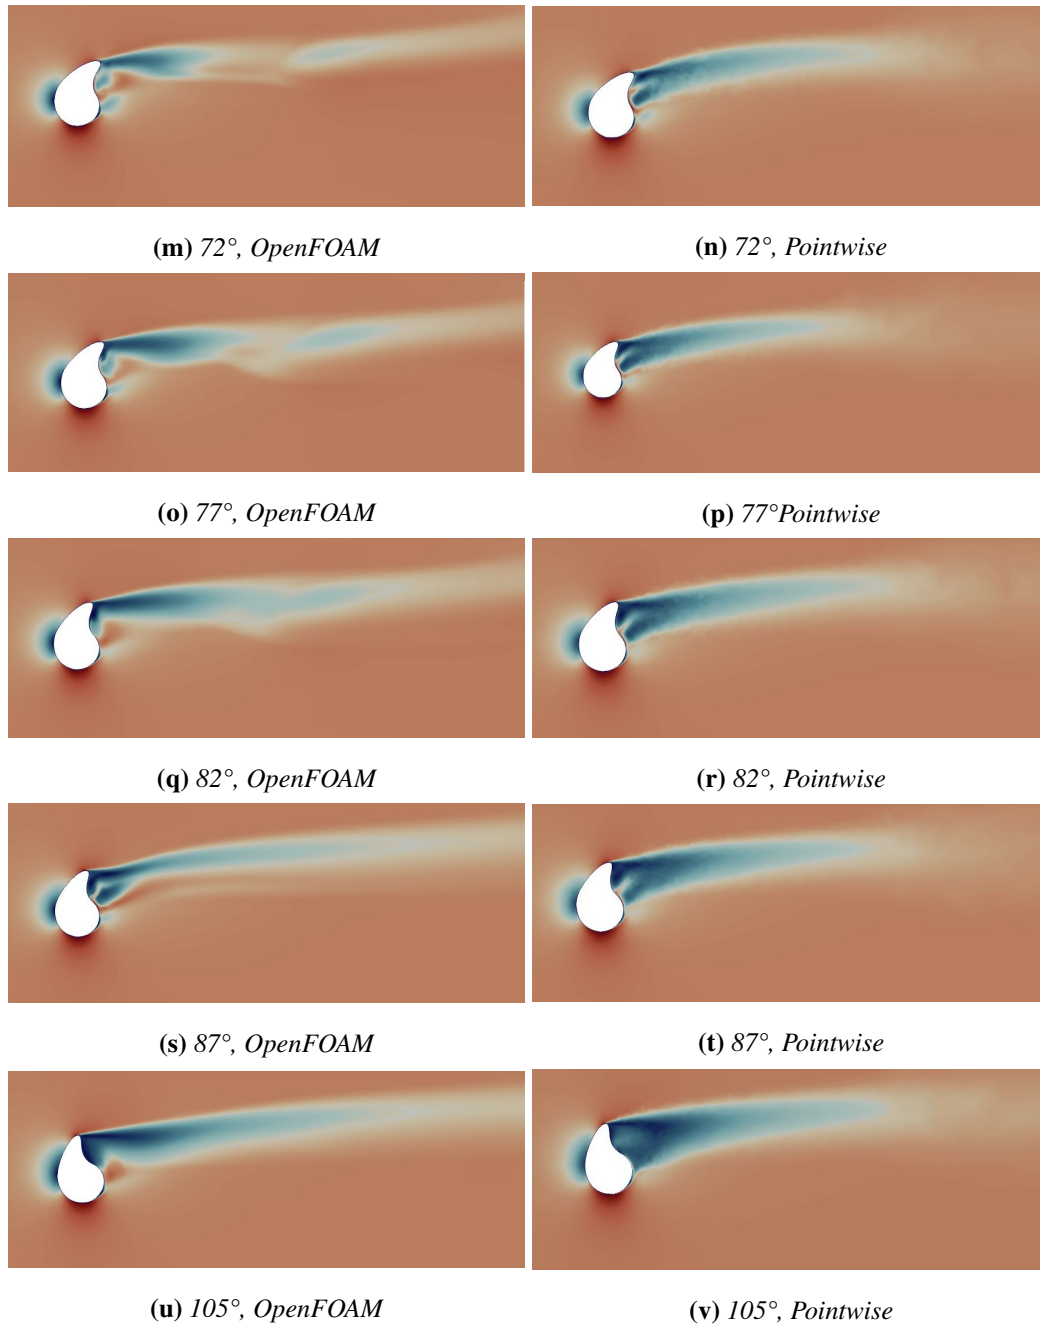 (m) 72°, OpenFOAM
(n) 72°, Pointwise
(o) 77°, OpenFOAM
(p) 77°Pointwise
(q) 82°, OpenFOAM
(r) 82°, Pointwise
(s) 87°, OpenFOAM
(t) 87°, Pointwise
(u) 105°, OpenFOAM
(v) 105°, Pointwise